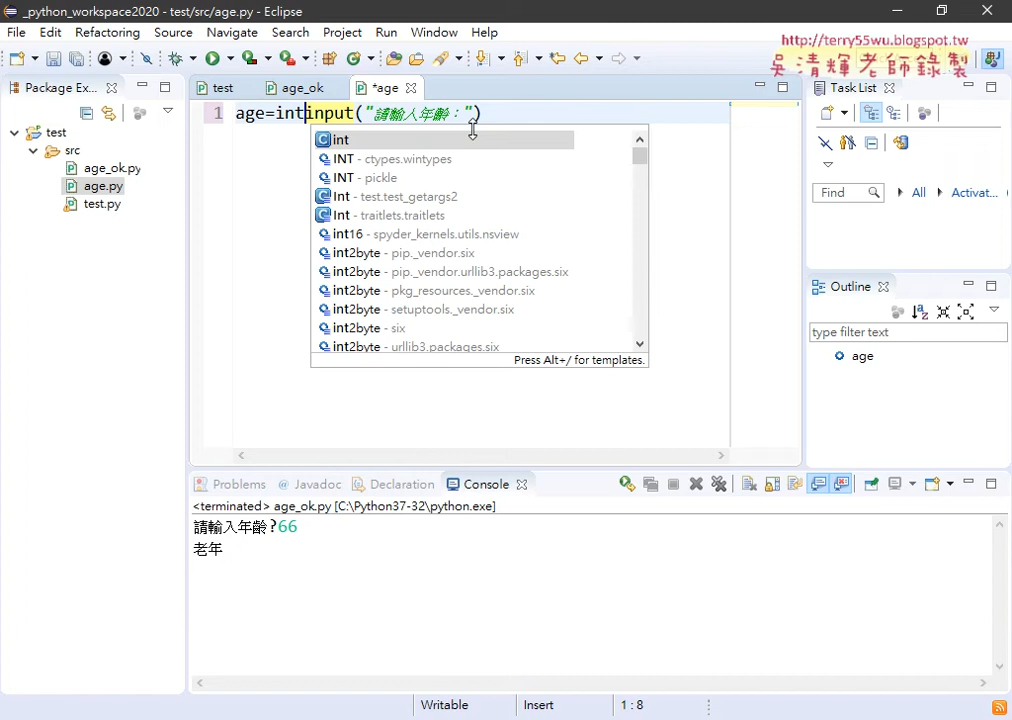 _python_workspace2020 - test/src/age.py - Eclipse
File Edit Refactoring Source Navigate Search Project Run Window Help
http://terry55wu.blogspot.tw
吳清輝老師錄製
Package Ex...
test
src
age_ok.py
age.py
test.py
test age_ok *age
1 age=intinput("請輸入年齡：")
int
INT - ctypes.wintypes
INT - pickle
Int - test.test_getargs2
Int - traitlets.traitlets
int16 - spyder_kernels.utils.nsview
int2byte - pip._vendor.six
int2byte - pip._vendor.urllib3.packages.six
int2byte - pkg_resources._vendor.six
int2byte - setuptools._vendor.six
int2byte - six
int2byte - urllib3.packages.six
Press Alt+/ for templates.
Task List
Find All Activat...
Outline
type filter text
age
Problems Javadoc Declaration Console
<terminated> age_ok.py [C:\Python37-32\python.exe]
請輸入年齡?66
老年
Writable Insert 1 : 8